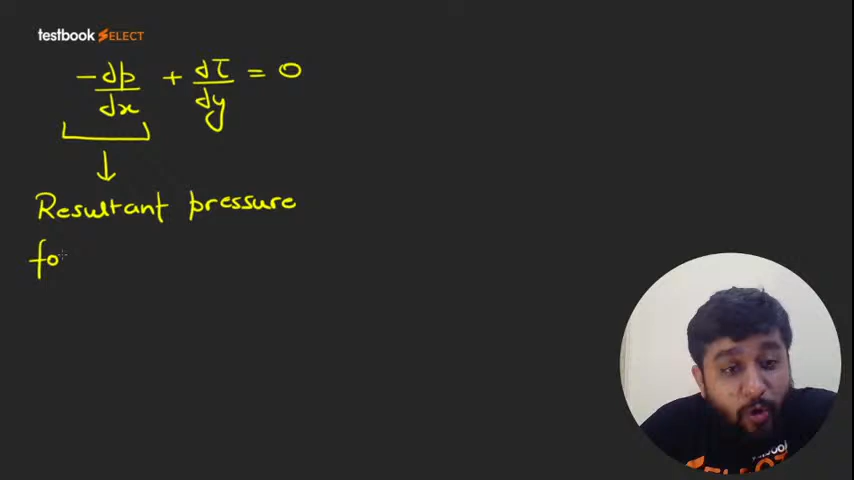 testbook SELECT
-dp/dx + dτ/dy = 0
Resultant pressure
fo